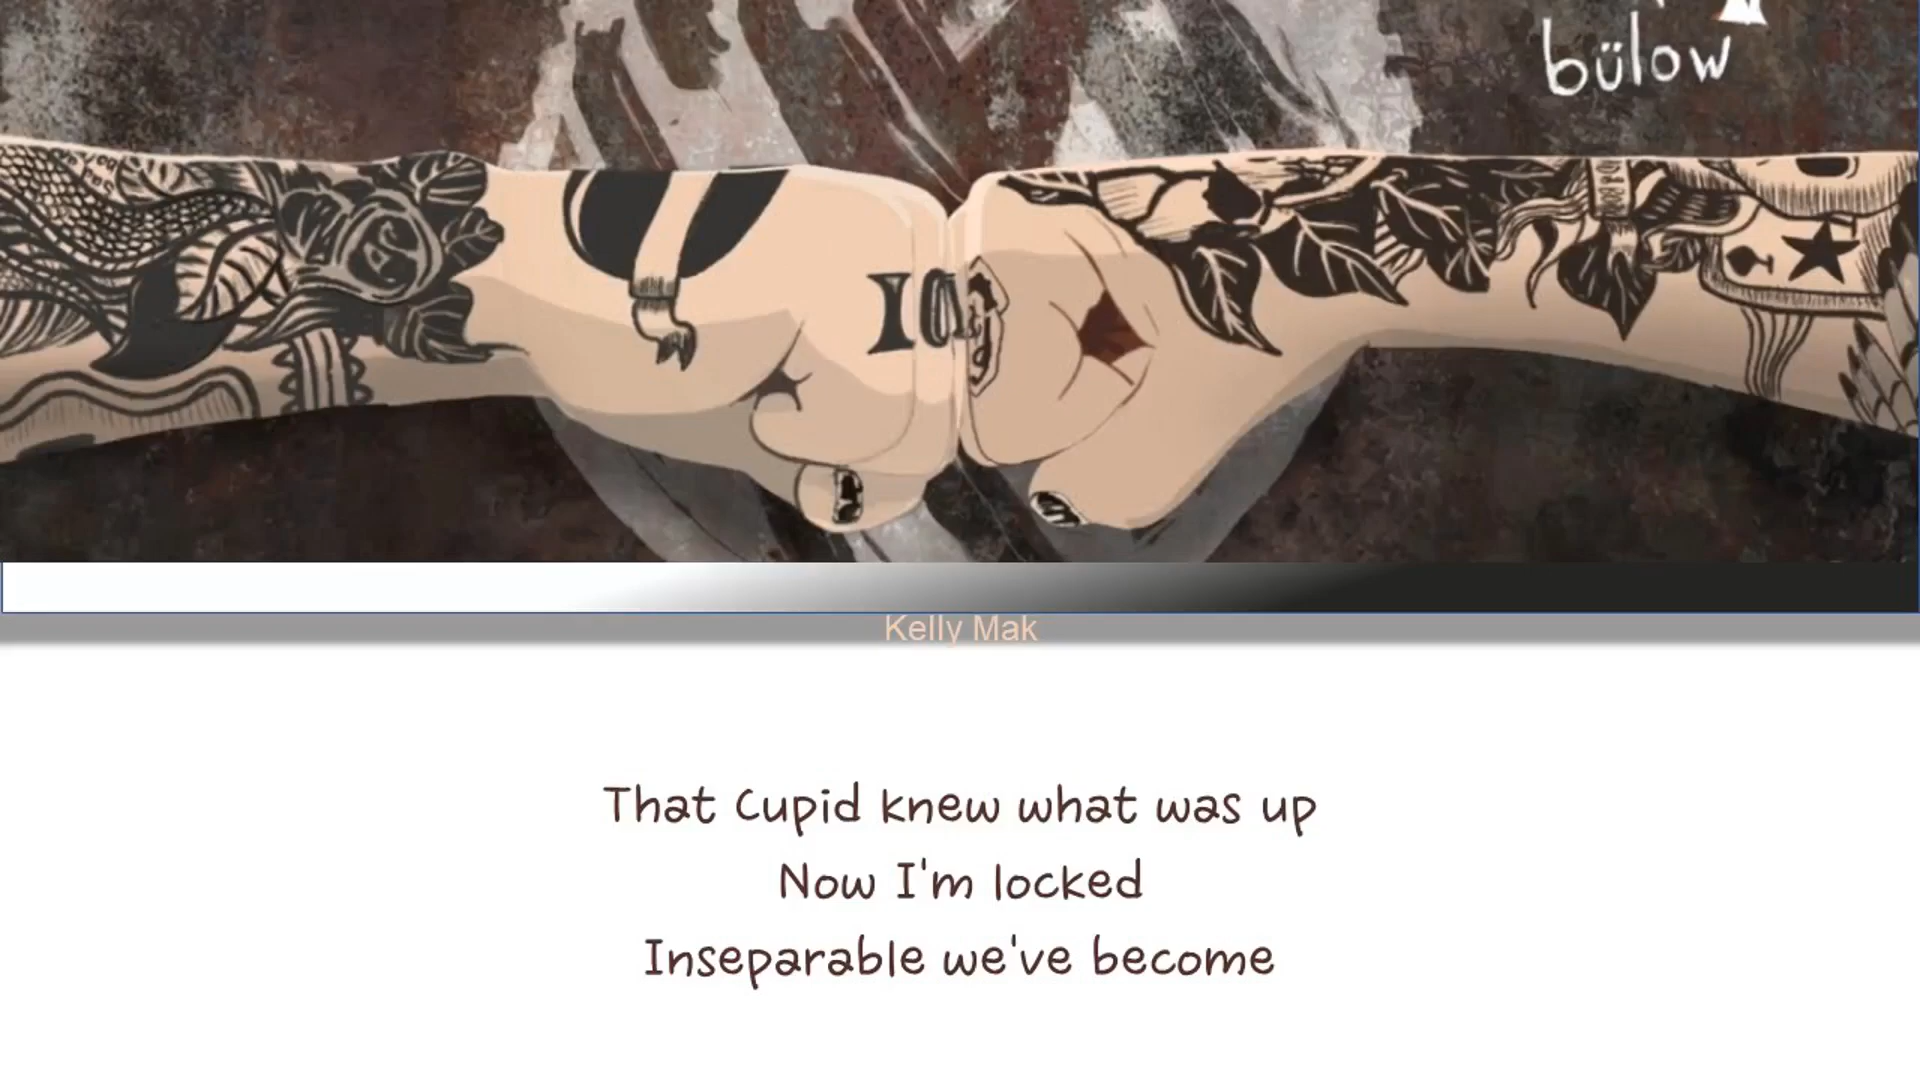 bülow
Kelly Mak
That Cupid knew what was up
Now I'm locked
Inseparable we've become